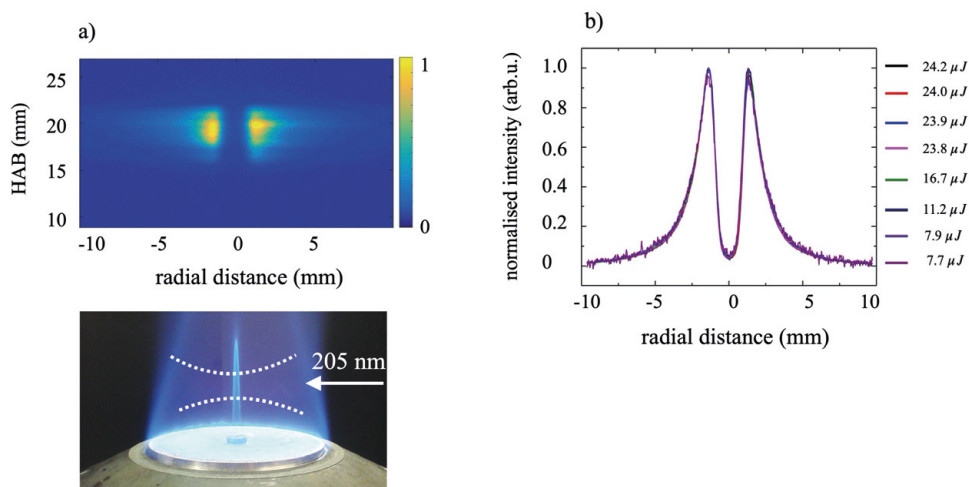 a)
HAB (mm)
25
20
15
10
-10
-5
0
5
radial distance (mm)
1
0
205 nm
b)
normalised intensity (arb.u.)
1.0
0.8
0.6
0.4
0.2
0
-10
-5
0
5
10
radial distance (mm)
24.2 µJ
24.0 µJ
23.9 µJ
23.8 µJ
16.7 µJ
11.2 µJ
7.9 µJ
7.7 µJ